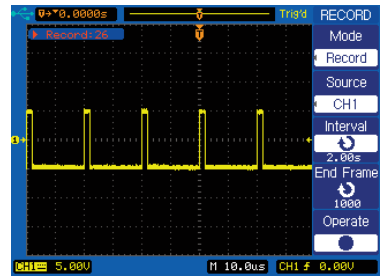 0.0000s Trig'd RECORD
Record:26
Mode
Record
Source
CH1
Interval
2.00s
End Frame
1000
Operate
CH1 5.00V M 10.0us CH1 0.00V